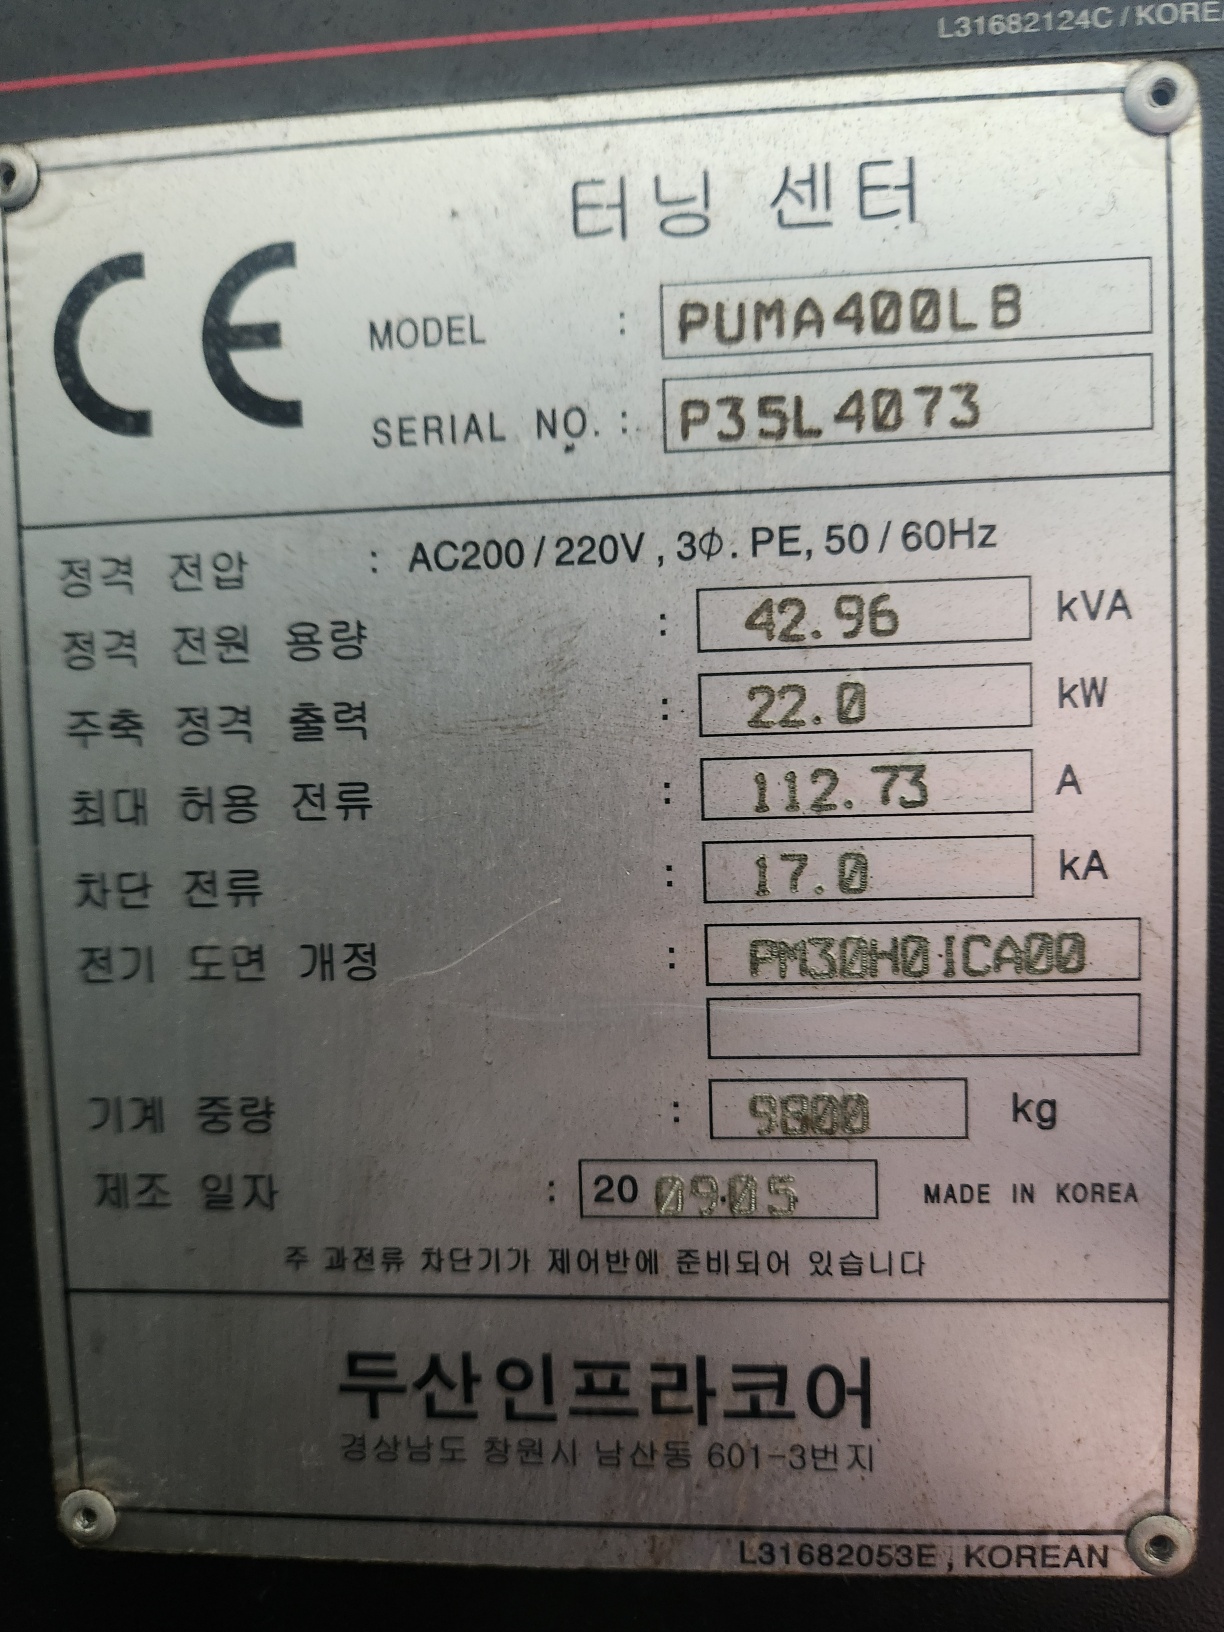 L31682124C / KORE
터닝 센터
CE
MODEL : PUMA400LB
SERIAL NO. : P35L4073
정격 전압 : AC200 / 220V , 3Φ. PE, 50 / 60Hz
정격 전원 용량 : 42.96 kVA
주축 정격 출력 : 22.0 kW
최대 허용 전류 : 112.73 A
차단 전류 : 17.0 kA
전기 도면 개정 : PM30H0ICA00
기계 중량 : 9800 kg
제조 일자 : 20 09.05 MADE IN KOREA
주 과전류 차단기가 제어반에 준비되어 있습니다
두산인프라코어
경상남도 창원시 남산동 601-3번지
L31682053E , KOREAN